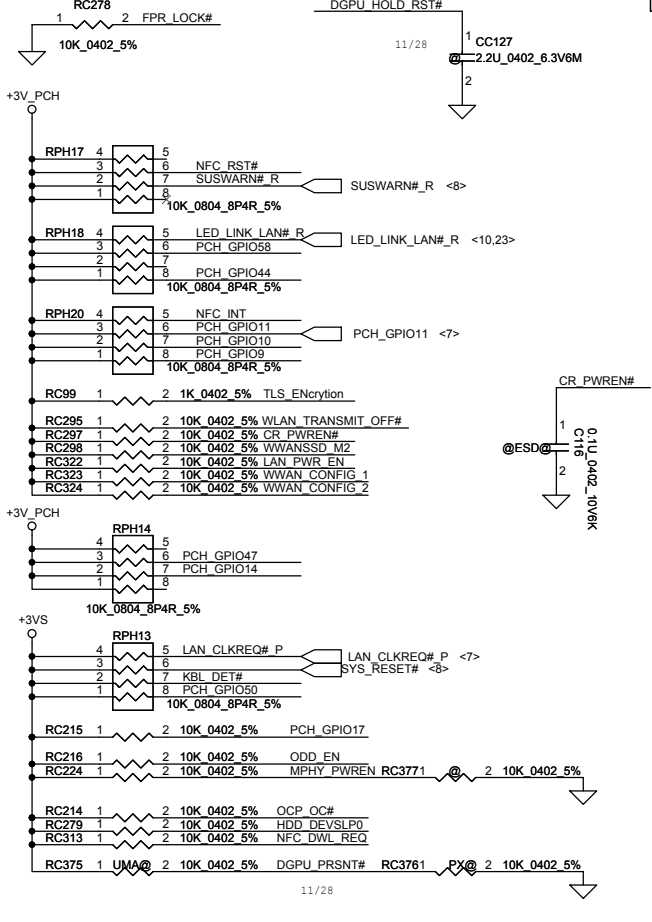 RC278
1 2 FPR_LOCK#
10K_0402_5%
DGPU_HOLD_RST#
11/28
1 CC127
@ 2.2U_0402_6.3V6M
2
+3V_PCH
RPH17 4 5
3 6 NFC_RST#
2 7 SUSWARN#_R SUSWARN#_R <8>
1 8
10K_0804_8P4R_5%
RPH18 4 5 LED_LINK_LAN#_R LED_LINK_LAN#_R <10,23>
3 6 PCH_GPIO58
2 7
1 8 PCH_GPIO44
10K_0804_8P4R_5%
RPH20 4 5 NFC_INT
3 6 PCH_GPIO11 PCH_GPIO11 <7>
2 7 PCH_GPIO10
1 8 PCH_GPIO9
10K_0804_8P4R_5%
RC99 1 2 1K_0402_5% TLS_ENcrytion
RC295 1 2 10K_0402_5% WLAN_TRANSMIT_OFF#
RC297 1 2 10K_0402_5% CR_PWREN#
RC298 1 2 10K_0402_5% WWANSSD_M2
RC322 1 2 10K_0402_5% LAN_PWR_EN
RC323 1 2 10K_0402_5% WWAN_CONFIG_1
RC324 1 2 10K_0402_5% WWAN_CONFIG_2
CR_PWREN#
1
@ESD@
2
C116
0.1U_0402_10V6K
+3V_PCH
RPH14
4 5
3 6 PCH_GPIO47
2 7 PCH_GPIO14
1 8
10K_0804_8P4R_5%
+3VS
RPH13
4 5 LAN_CLKREQ#_P LAN_CLKREQ#_P <7>
3 6 SYS_RESET# <8>
2 7 KBL_DET#
1 8 PCH_GPIO50
10K_0804_8P4R_5%
RC215 1 2 10K_0402_5% PCH_GPIO17
RC216 1 2 10K_0402_5% ODD_EN
RC224 1 2 10K_0402_5% MPHY_PWREN RC3771 @ 2 10K_0402_5%
RC214 1 2 10K_0402_5% OCP_OC#
RC279 1 2 10K_0402_5% HDD_DEVSLP0
RC313 1 2 10K_0402_5% NFC_DWL_REQ
RC375 1 UMA@ 2 10K_0402_5% DGPU_PRSNT# RC3761 PX@ 2 10K_0402_5%
11/28